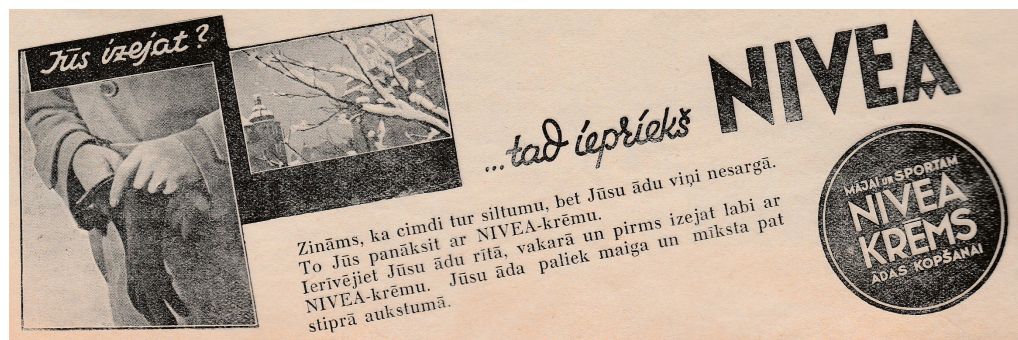 Jūs izejat?
...tad iepriekš
NIVEA
Zināms, ka cimdi tur siltumu, bet Jūsu ādu viņi nesargā.
To Jūs panāksit ar NIVEA-krēmu.
Ierīvējiet Jūsu ādu rītā, vakarā un pirms izejat labi ar
NIVEA-krēmu. Jūsu āda paliek maiga un mīksta pat
stiprā aukstumā.
MĀJAI UN SPORTAM
NIVEA
KRĒMS
ĀDAS KOPŠANAI